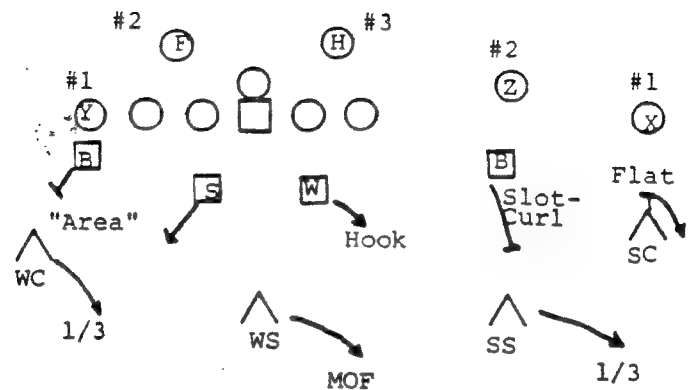 #2
F
H
#3
#2
#1
Z
#1
Y
X
B
B
S
W
Flat
"Area"
Slot-
Curl
Hook
SC
WC
1/3
WS
SS
MOF
1/3